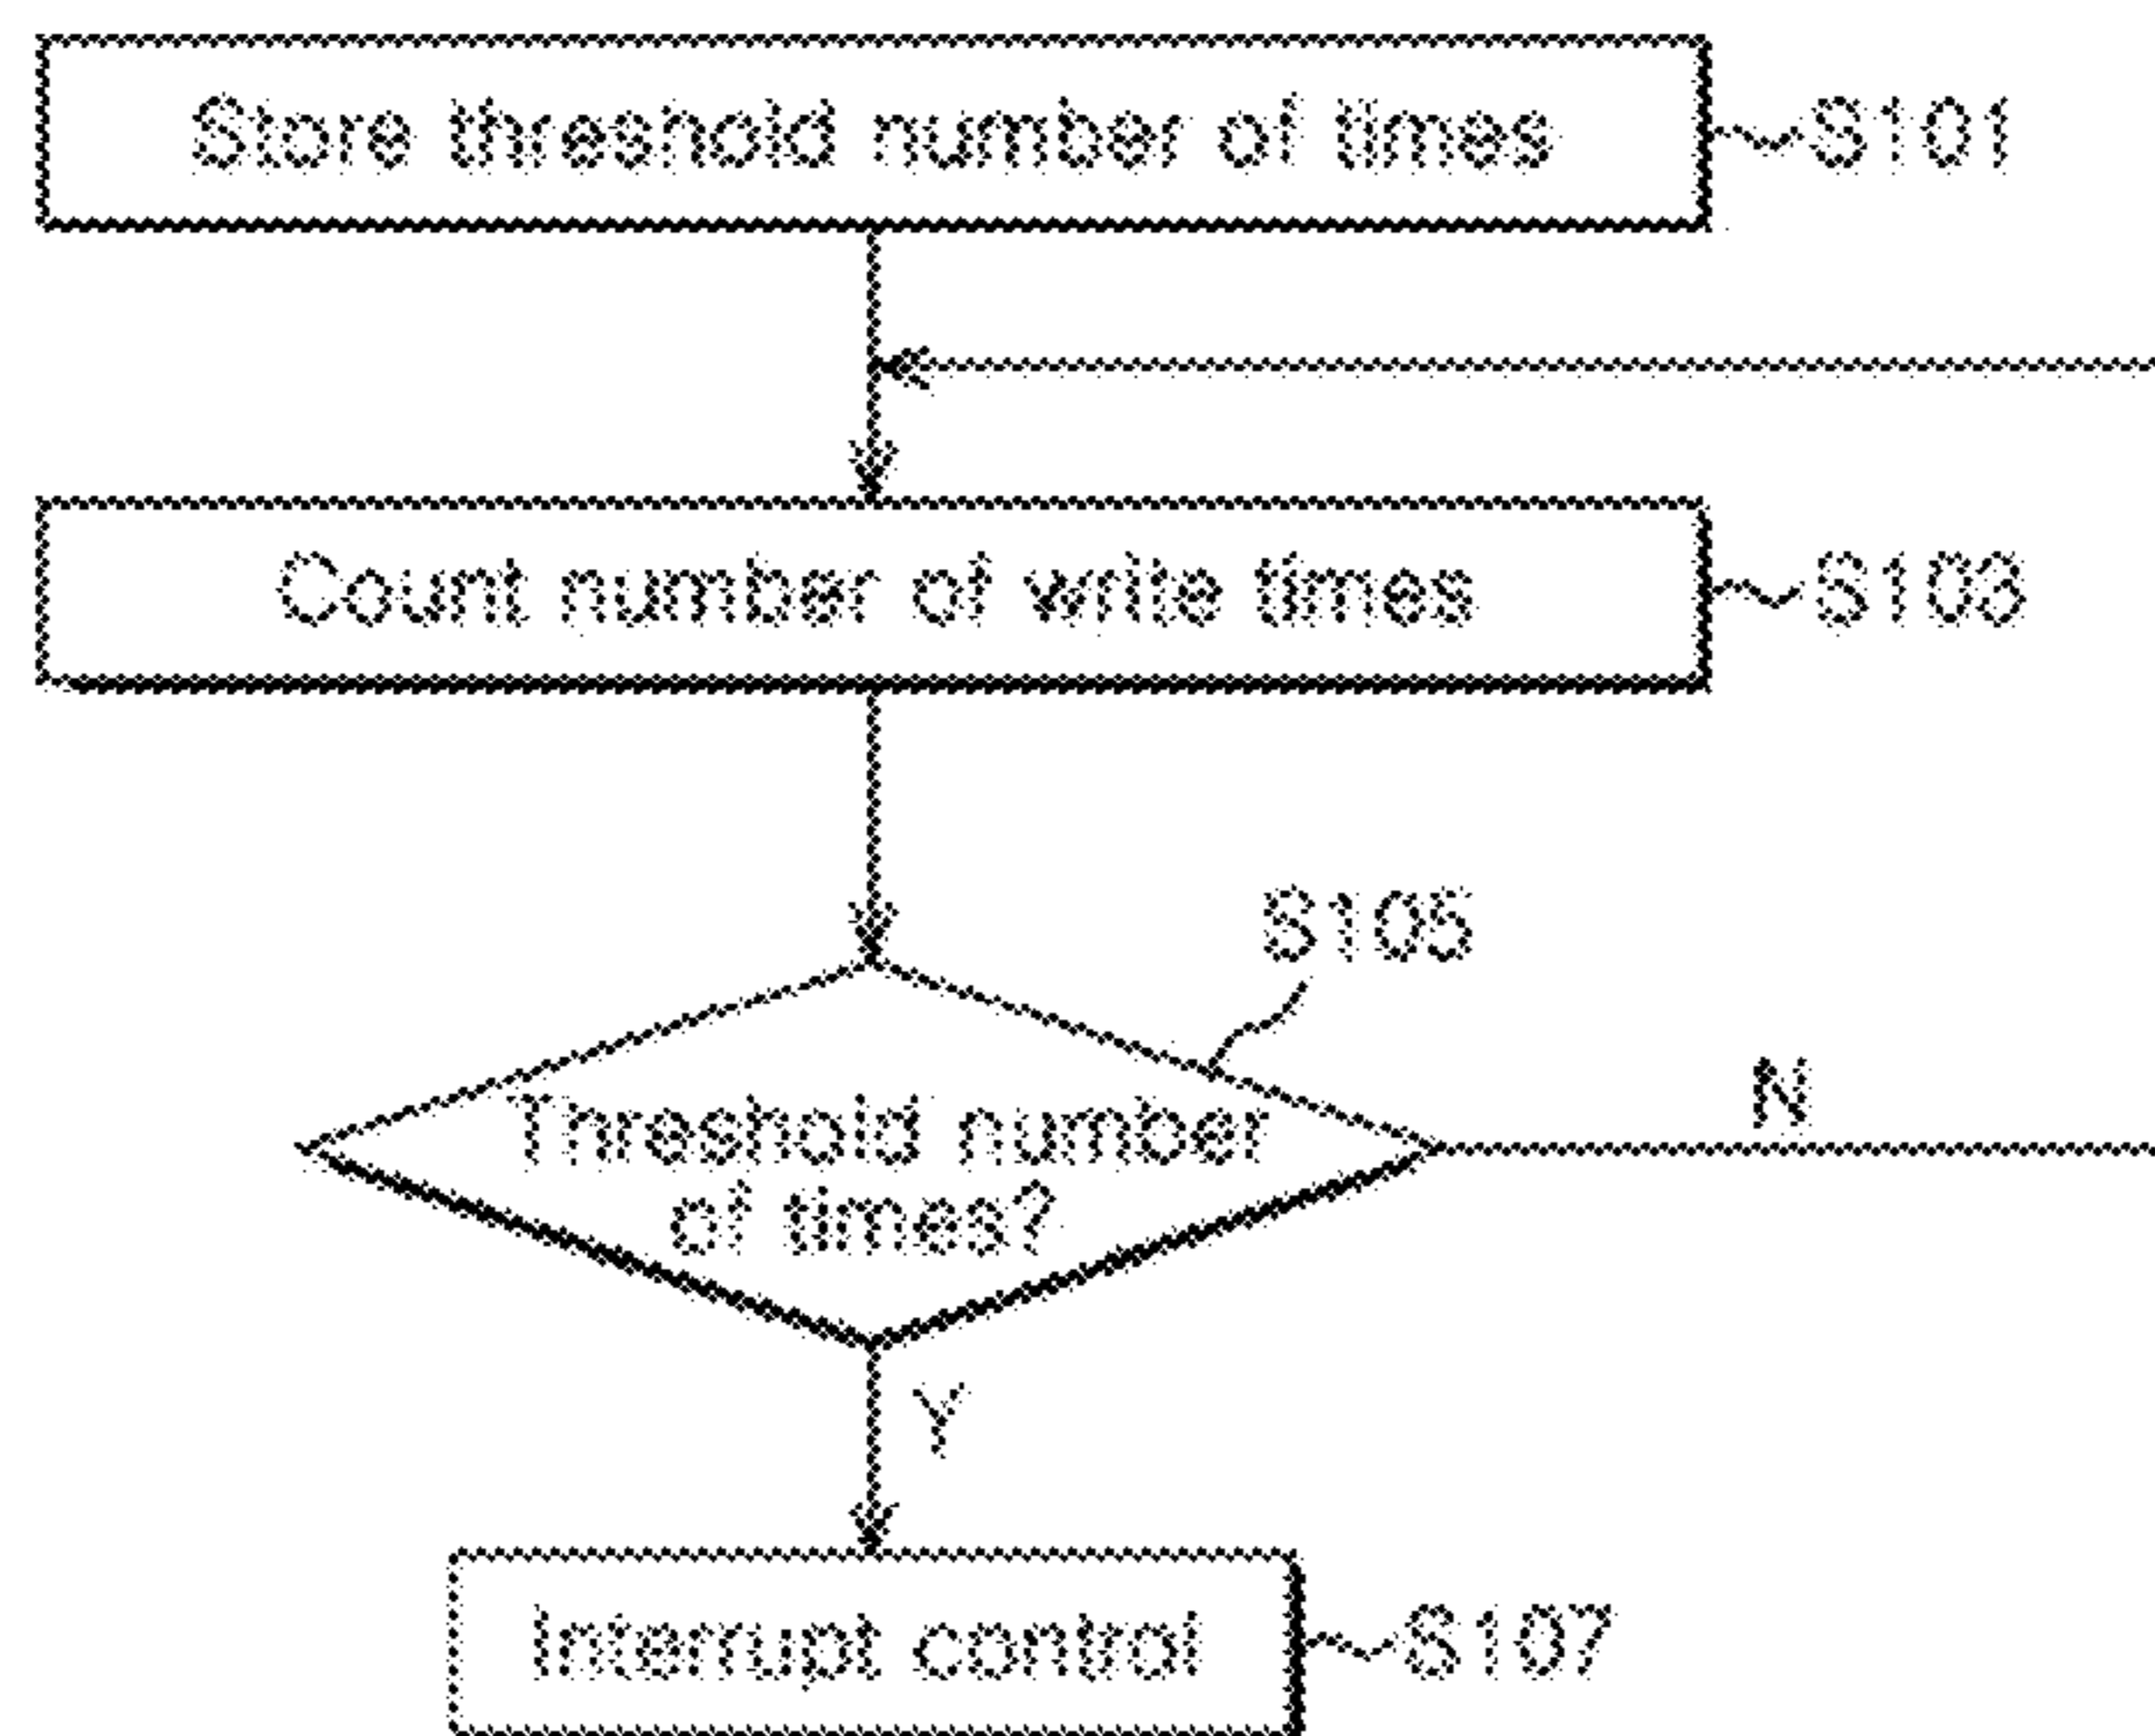 Store threshold number of times S101
Count number of write times S103
S105
Threshold number N
of times?
Y
Interrupt control S107